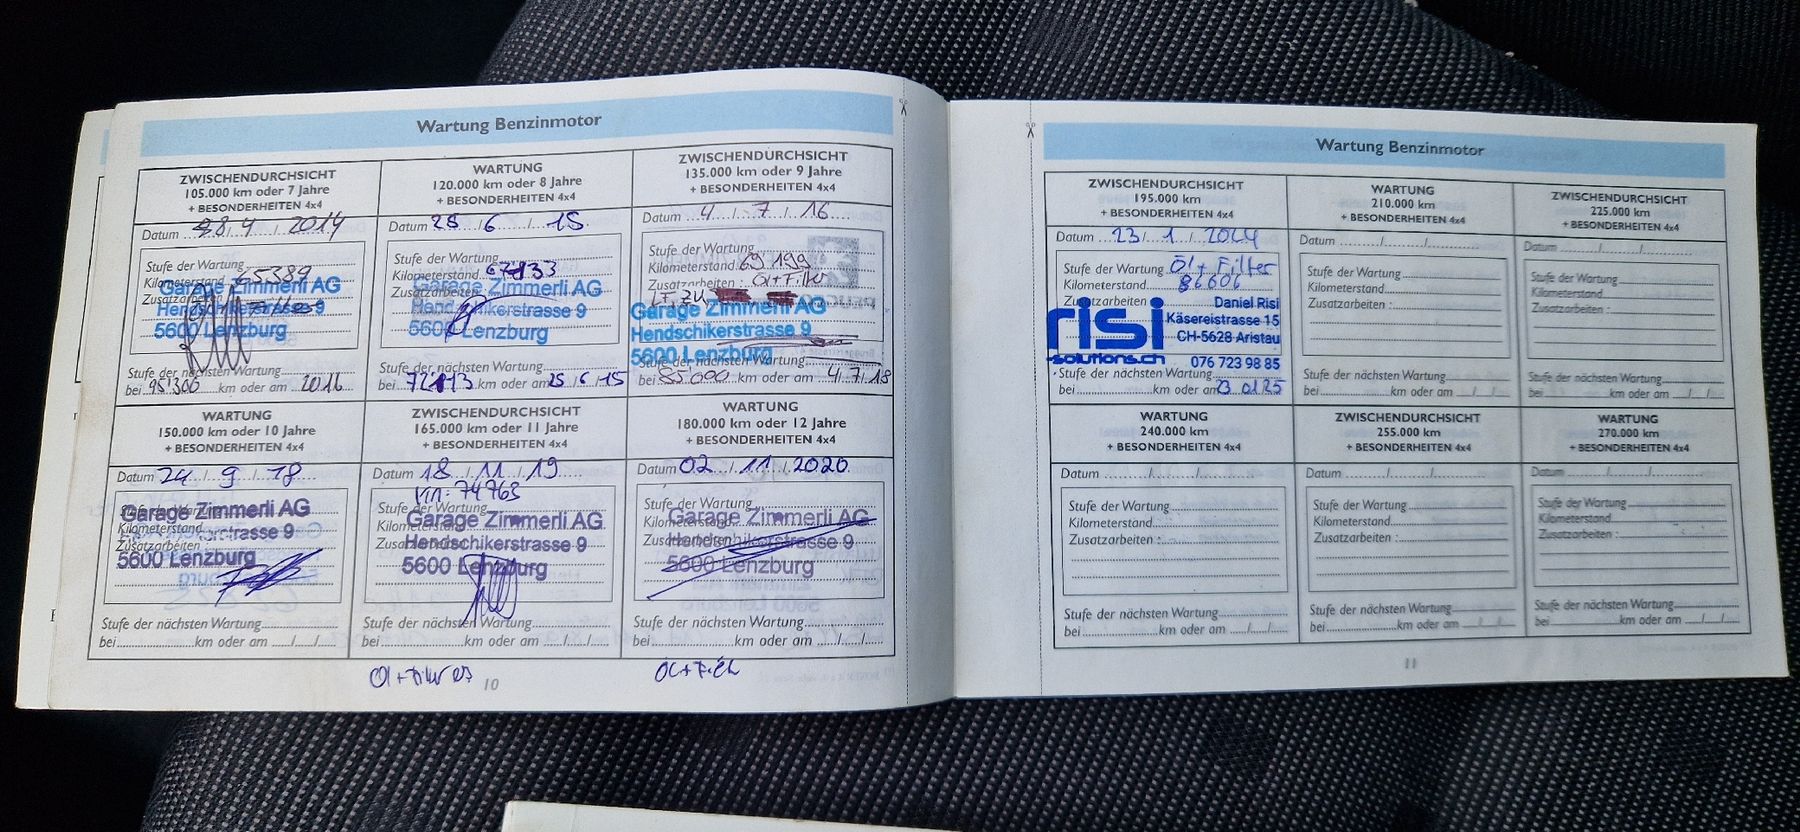 Wartung Benzinmotor
ZWISCHENDURCHSICHT
105.000 km oder 7 Jahre
+ BESONDERHEITEN 4x4
Datum 28/4/2014
Stufe der Wartung
Kilometerstand
Zusatzarbeiten
Garage Zimmerli AG
5600 Lenzburg
Stufe der nächsten Wartung
bei 95'300 km oder am 2016
WARTUNG
120.000 km oder 8 Jahre
+ BESONDERHEITEN 4x4
Datum 25/6/15
Stufe der Wartung
Kilometerstand
Zusatzarbeiten
Garage Zimmerli AG
Hendschikerstrasse 9
5600 Lenzburg
Stufe der nächsten Wartung
bei km oder am 25/6/15
ZWISCHENDURCHSICHT
135.000 km oder 9 Jahre
+ BESONDERHEITEN 4x4
Datum 4/7/16
Stufe der Wartung
Kilometerstand 69 199
Zusatzarbeiten : Öl+Filter
Garage Zimmerli AG
Hendschikerstrasse 9
5600 Lenzburg
Stufe der nächsten Wartung
bei 85000 km oder am 4/7/18
WARTUNG
150.000 km oder 10 Jahre
+ BESONDERHEITEN 4x4
Datum 24/9/18
Stufe der Wartung
Kilometerstand
Zusatzarbeiten :
Garage Zimmerli AG
5600 Lenzburg
Stufe der nächsten Wartung
bei km oder am / /
ZWISCHENDURCHSICHT
165.000 km oder 11 Jahre
+ BESONDERHEITEN 4x4
Datum 18/11/19
km: 74763
Stufe der Wartung
Garage Zimmerli AG
Hendschikerstrasse 9
5600 Lenzburg
Stufe der nächsten Wartung
bei km oder am / /
WARTUNG
180.000 km oder 12 Jahre
+ BESONDERHEITEN 4x4
Datum 02/11/2020
Stufe der Wartung
Garage Zimmerli AG
Hendschikerstrasse 9
5600 Lenzburg
Stufe der nächsten Wartung
bei km oder am / /
10
Wartung Benzinmotor
ZWISCHENDURCHSICHT
195.000 km
+ BESONDERHEITEN 4x4
Datum 23/1/2024
Stufe der Wartung Öl + Filter
Kilometerstand 86606
Zusatzarbeiten
risi
-solutions.ch
Daniel Risi
Käsereistrasse 15
CH-5628 Aristau
076 723 98 85
Stufe der nächsten Wartung
bei km oder am 23 01 25
WARTUNG
210.000 km
+ BESONDERHEITEN 4x4
Datum / /
Stufe der Wartung
Kilometerstand
Zusatzarbeiten :
Stufe der nächsten Wartung
bei km oder am / /
ZWISCHENDURCHSICHT
225.000 km
+ BESONDERHEITEN 4x4
Datum / /
Stufe der Wartung
Kilometerstand
Zusatzarbeiten :
Stufe der nächsten Wartung
bei km oder am / /
WARTUNG
240.000 km
+ BESONDERHEITEN 4x4
Datum / /
Stufe der Wartung
Kilometerstand
Zusatzarbeiten :
Stufe der nächsten Wartung
bei km oder am / /
ZWISCHENDURCHSICHT
255.000 km
+ BESONDERHEITEN 4x4
Datum / /
Stufe der Wartung
Kilometerstand
Zusatzarbeiten :
Stufe der nächsten Wartung
bei km oder am / /
WARTUNG
270.000 km
+ BESONDERHEITEN 4x4
Datum / /
Stufe der Wartung
Kilometerstand
Zusatzarbeiten :
Stufe der nächsten Wartung
bei km oder am / /
11